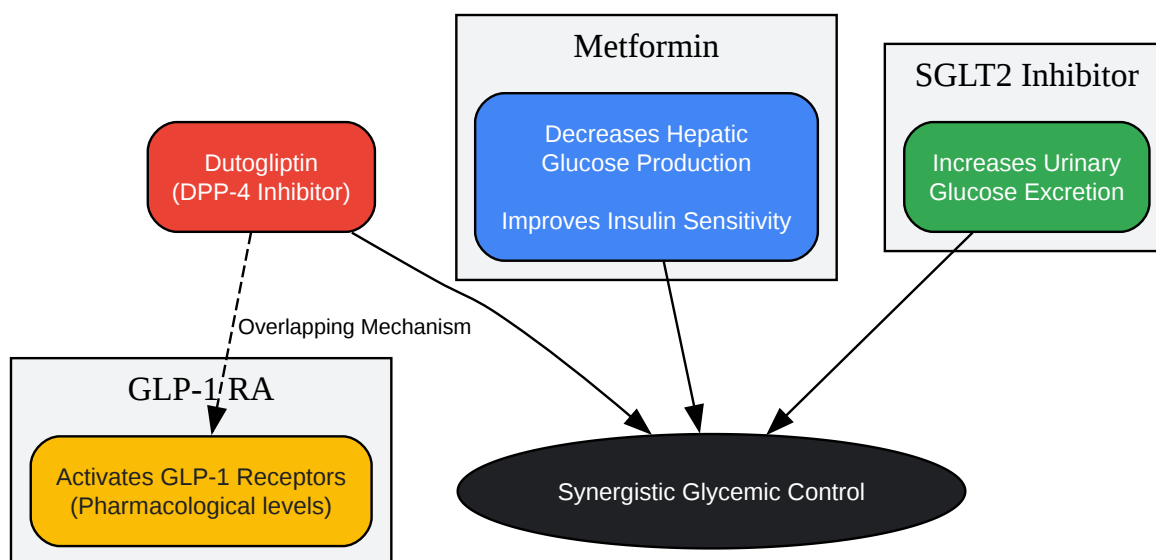 Metformin
SGLT2 Inhibitor
Dutogliptin
(DPP-4 Inhibitor)
Decreases Hepatic
Glucose Production
Improves Insulin Sensitivity
Increases Urinary
Glucose Excretion
Overlapping Mechanism
GLP-1 RA
Activates GLP-1 Receptors
(Pharmacological levels)
Synergistic Glycemic Control